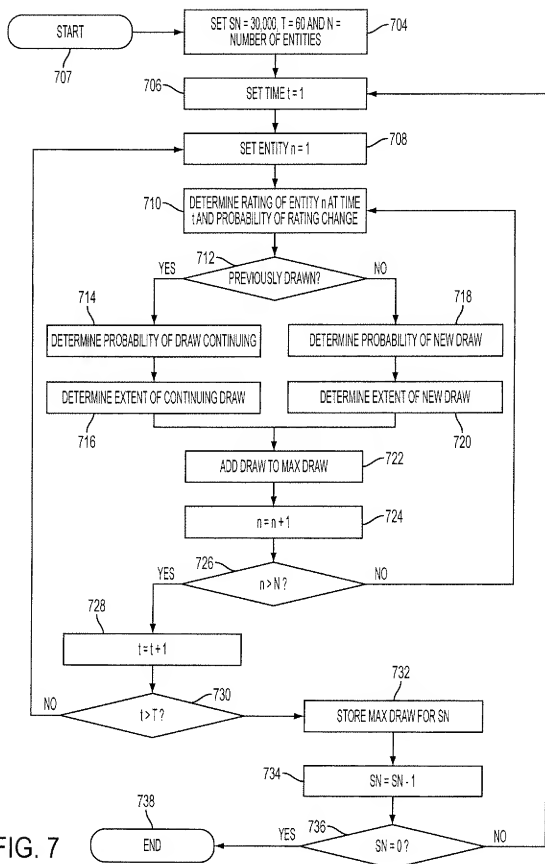 START
707
SET SN = 30,000, T = 60 AND N =
NUMBER OF ENTITIES
704
706
SET TIME t = 1
SET ENTITY n = 1
708
710
DETERMINE RATING OF ENTITY n AT TIME
t AND PROBABILITY OF RATING CHANGE
712
YES
PREVIOUSLY DRAWN?
NO
714
718
DETERMINE PROBABILITY OF DRAW CONTINUING
DETERMINE PROBABILITY OF NEW DRAW
DETERMINE EXTENT OF CONTINUING DRAW
DETERMINE EXTENT OF NEW DRAW
716
720
ADD DRAW TO MAX DRAW
722
n = n + 1
724
726
YES
n > N ?
NO
728
t = t + 1
730
NO
t > T ?
732
STORE MAX DRAW FOR SN
734
SN = SN - 1
736
738
END
YES
SN = 0 ?
NO
FIG. 7